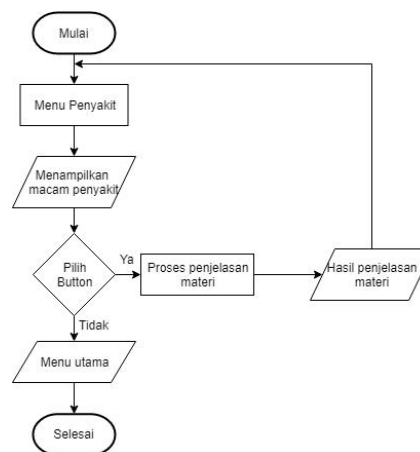 Mulai
Menu Penyakit
Menampilkan
macam penyakit
Pilih
Button
Ya
Proses penjelasan
materi
Hasil penjelasan
materi
Tidak
Menu utama
Selesai